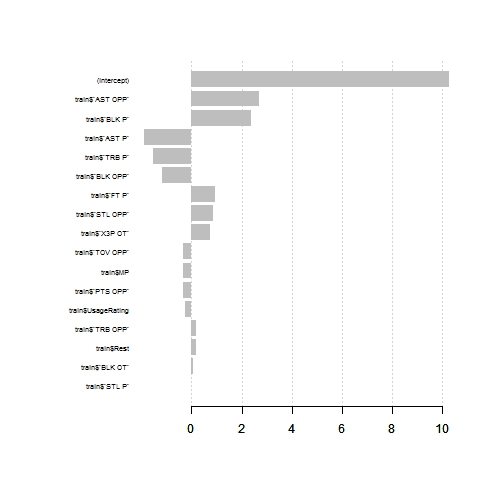 (Intercept)
train$`AST OPP`
train$`BLK P`
train$`AST P`
train$`TRB P`
train$`BLK OPP`
train$`FT P`
train$`STL OPP`
train$`X3P OT`
train$`TOV OPP`
train$MP
train$`PTS OPP`
train$UsageRating
train$`TRB OPP`
train$Rest
train$`BLK OT`
train$`STL P`
0 2 4 6 8 10